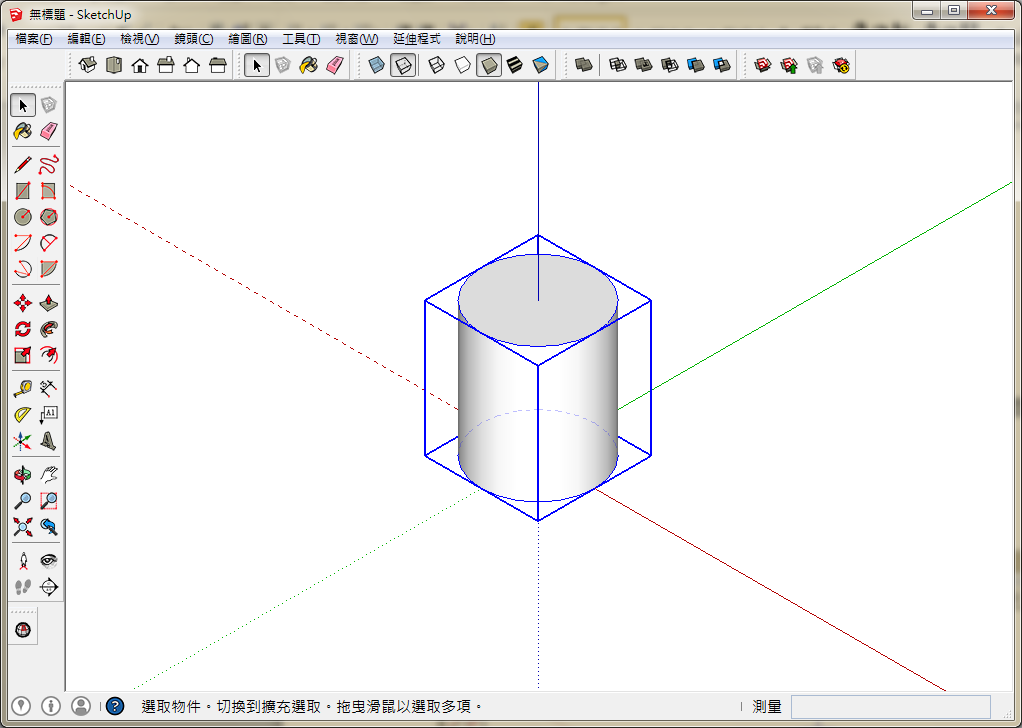 無標題 - SketchUp
檔案(F) 編輯(E) 檢視(V) 鏡頭(C) 繪圖(R) 工具(T) 視窗(W) 延伸程式 說明(H)
A1
選取物件。切換到擴充選取。拖曳滑鼠以選取多項。
測量